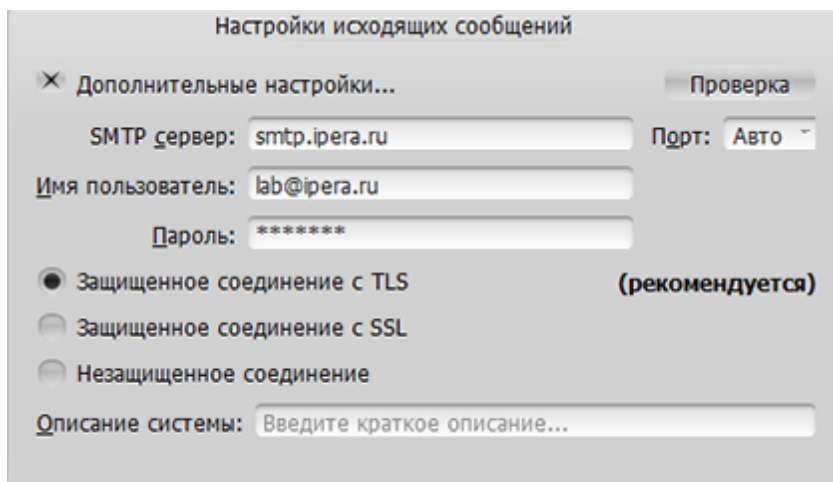 Настройки исходящих сообщений
Дополнительные настройки... Проверка
SMTP сервер: smtp.ipera.ru Порт: Авто
Имя пользователь: lab@ipera.ru
Пароль: *******
Защищенное соединение с TLS (рекомендуется)
Защищенное соединение с SSL
Незащищенное соединение
Описание системы: Введите краткое описание...